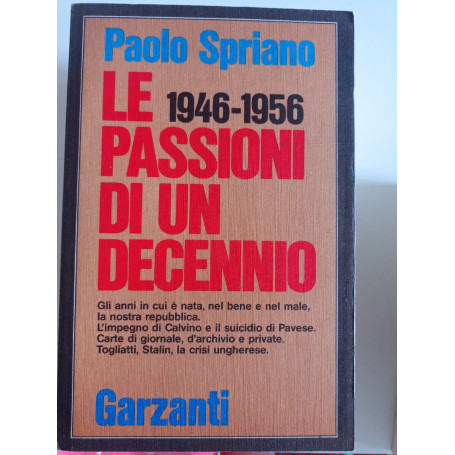 Paolo Spriano
LE 1946-1956
PASSIONI
DI UN
DECENNIO
Gli anni in cui è nata, nel bene e nel male,
la nostra repubblica.
L'impegno di Calvino e il suicidio di Pavese.
Carte di giornale, d'archivio e private.
Togliatti, Stalin, la crisi ungherese.
Garzanti